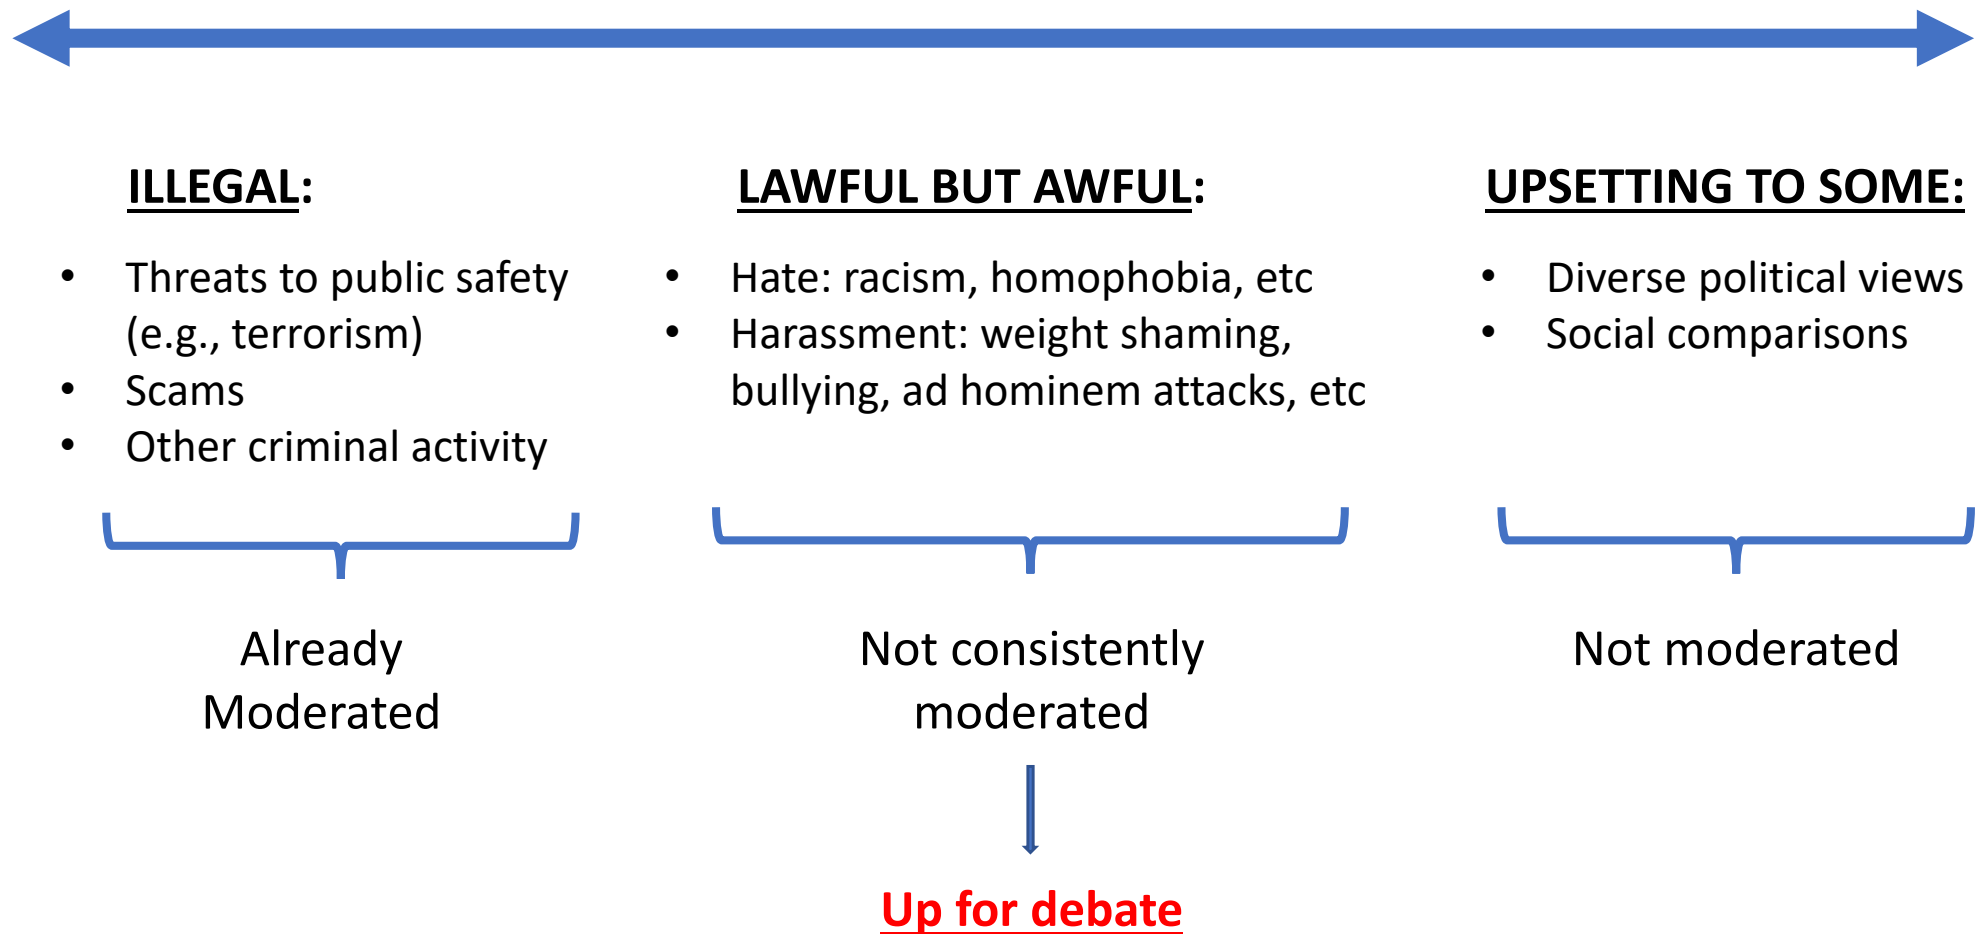 ILLEGAL:
• Threats to public safety
(e.g., terrorism)
• Scams
• Other criminal activity
Already
Moderated
LAWFUL BUT AWFUL:
• Hate: racism, homophobia, etc
• Harassment: weight shaming,
bullying, ad hominem attacks, etc
Not consistently
moderated
Up for debate
UPSETTING TO SOME:
• Diverse political views
• Social comparisons
Not moderated